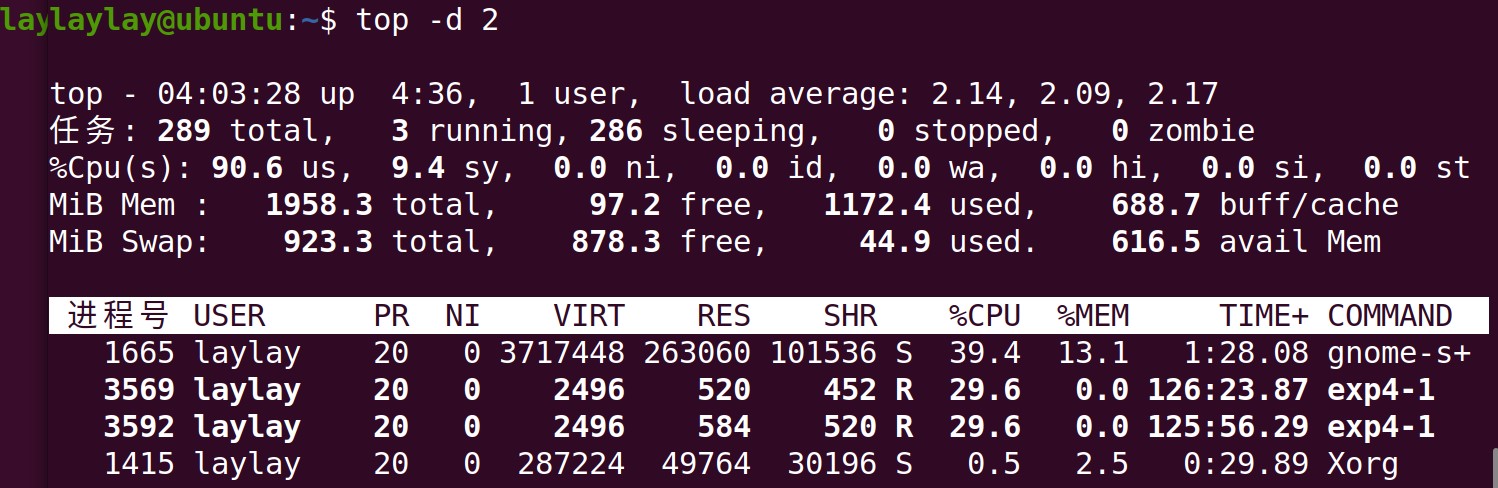 laylaylay@ubuntu:~$ top -d 2
top - 04:03:28 up  4:36,  1 user,  load average: 2.14, 2.09, 2.17
任务: 289 total,   3 running, 286 sleeping,   0 stopped,   0 zombie
%Cpu(s): 90.6 us,  9.4 sy,  0.0 ni,  0.0 id,  0.0 wa,  0.0 hi,  0.0 si,  0.0 st
MiB Mem :   1958.3 total,     97.2 free,   1172.4 used,    688.7 buff/cache
MiB Swap:    923.3 total,    878.3 free,     44.9 used.    616.5 avail Mem
进程号 USER      PR  NI    VIRT    RES    SHR    %CPU  %MEM     TIME+ COMMAND
1665 laylay    20   0 3717448 263060 101536 S  39.4  13.1   1:28.08 gnome-s+
3569 laylay    20   0    2496    520    452 R  29.6   0.0 126:23.87 exp4-1
3592 laylay    20   0    2496    584    520 R  29.6   0.0 125:56.29 exp4-1
1415 laylay    20   0  287224  49764  30196 S   0.5   2.5   0:29.89 Xorg